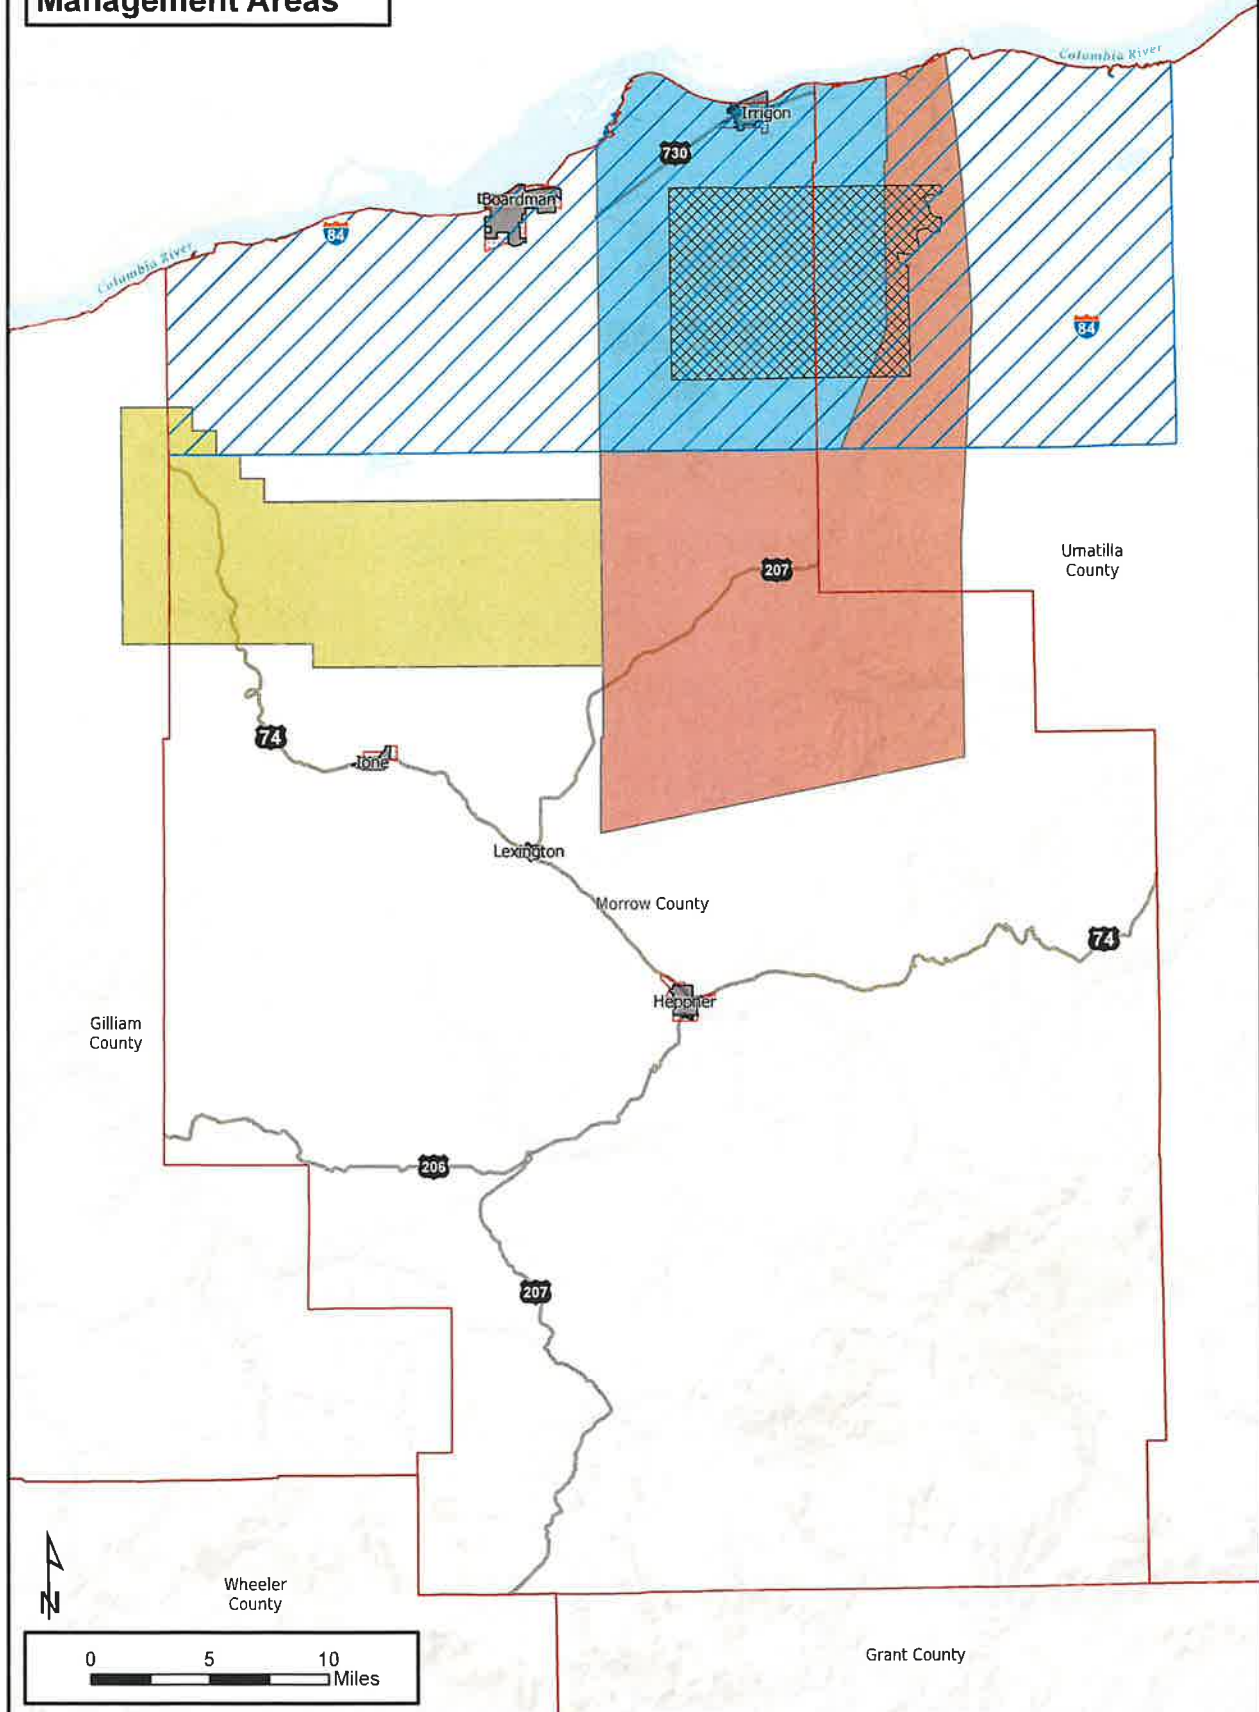 Management Areas
Columbia River
Irrigon
730
Boardman
84
Columbia River
84
207
Umatilla
County
74
Ione
Lexington
Morrow County
74
Heppner
Gilliam
County
206
207
N
Wheeler
County
0 5 10
Miles
Grant County